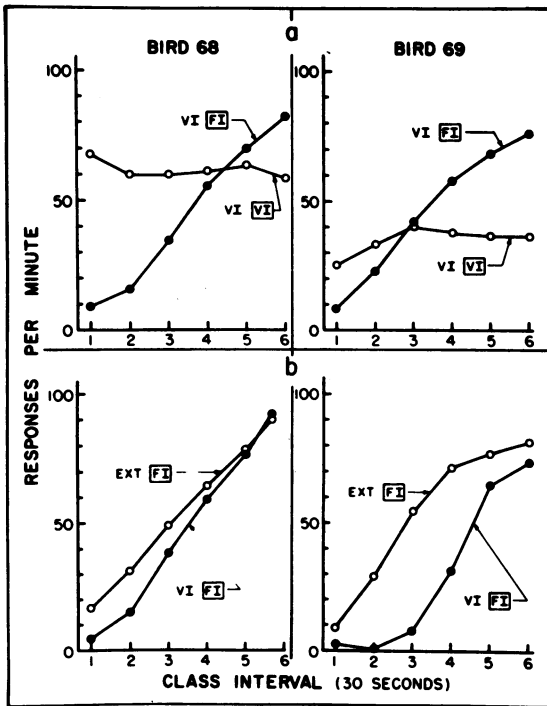 a
BIRD 68
BIRD 69
100
50
0
VI FI
VI VI
1 2 3 4 5 6
100
50
0
VI FI
VI VI
1 2 3 4 5 6
RESPONSES PER MINUTE
b
100
50
0
EXT FI
VI FI
1 2 3 4 5 6
100
50
0
EXT FI
VI FI
1 2 3 4 5 6
CLASS INTERVAL (30 SECONDS)